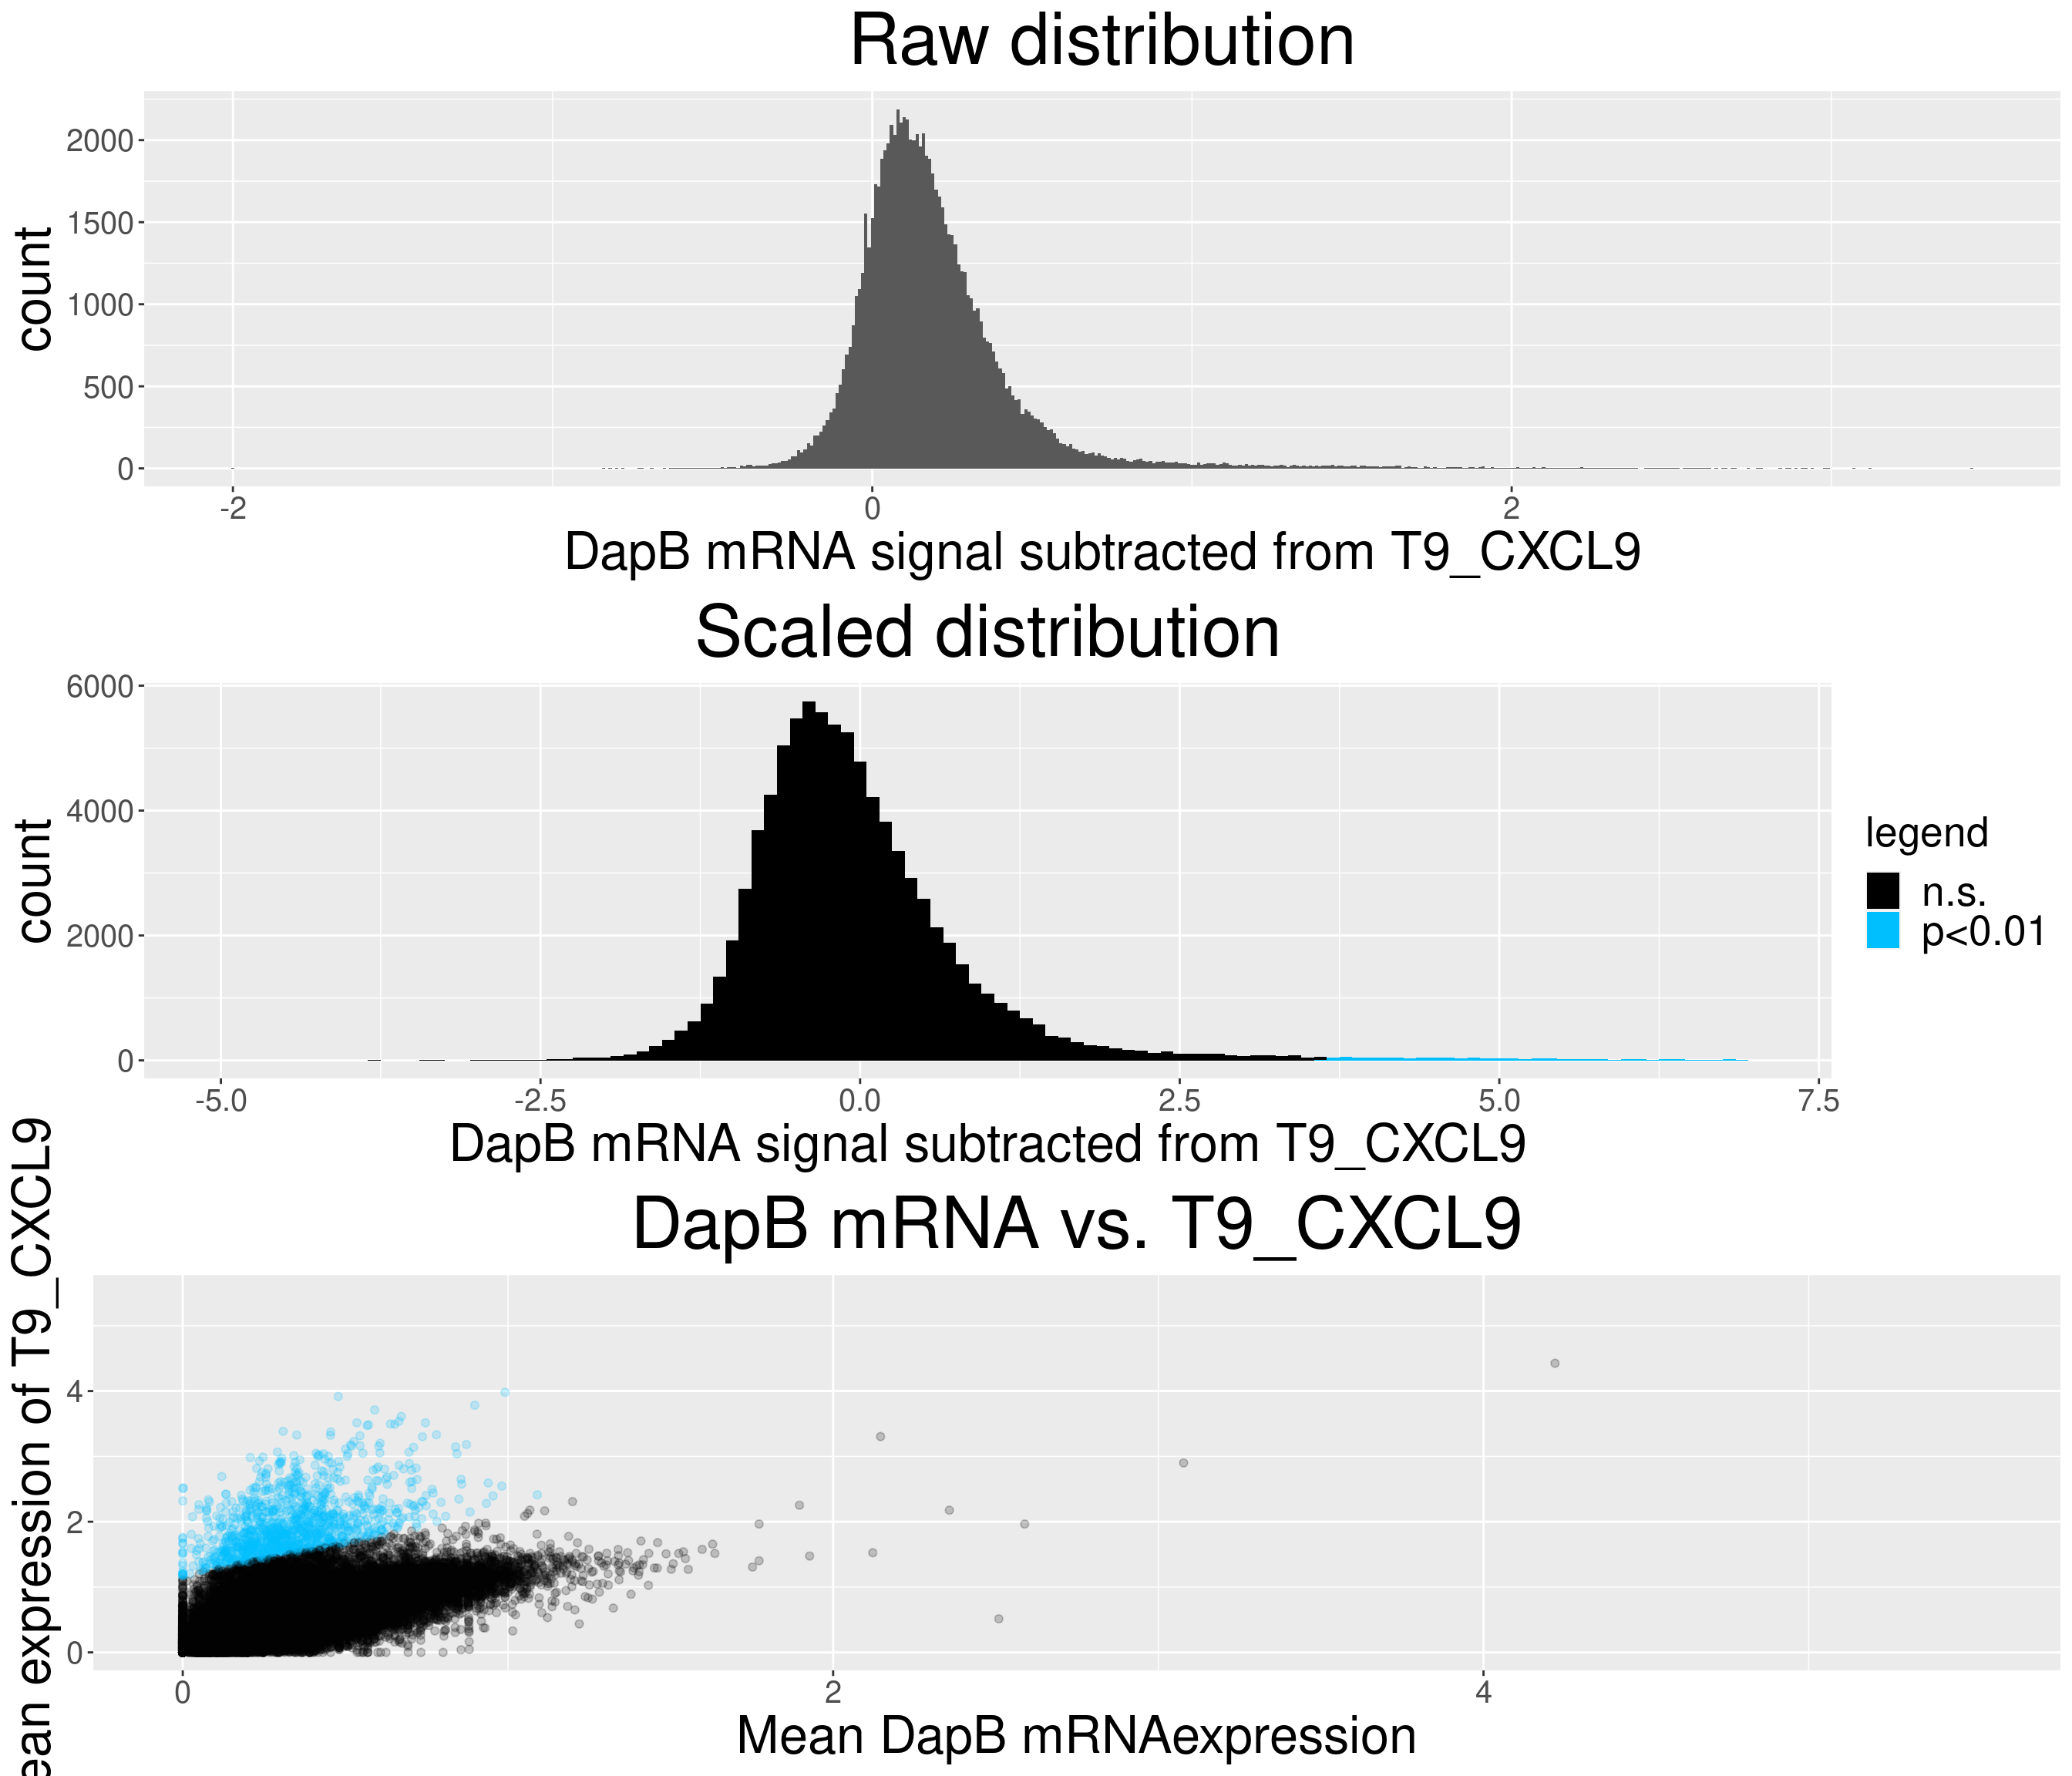 Raw distribution
count
2000
1500
1000
500
0
-2
0
2
DapB mRNA signal subtracted from T9_CXCL9
Scaled distribution
count
6000
4000
2000
0
-5.0
-2.5
0.0
2.5
5.0
7.5
DapB mRNA signal subtracted from T9_CXCL9
legend
n.s.
p<0.01
DapB mRNA vs. T9_CXCL9
expression of T9_CXCL9
4
2
0
0
2
4
Mean DapB mRNAexpression